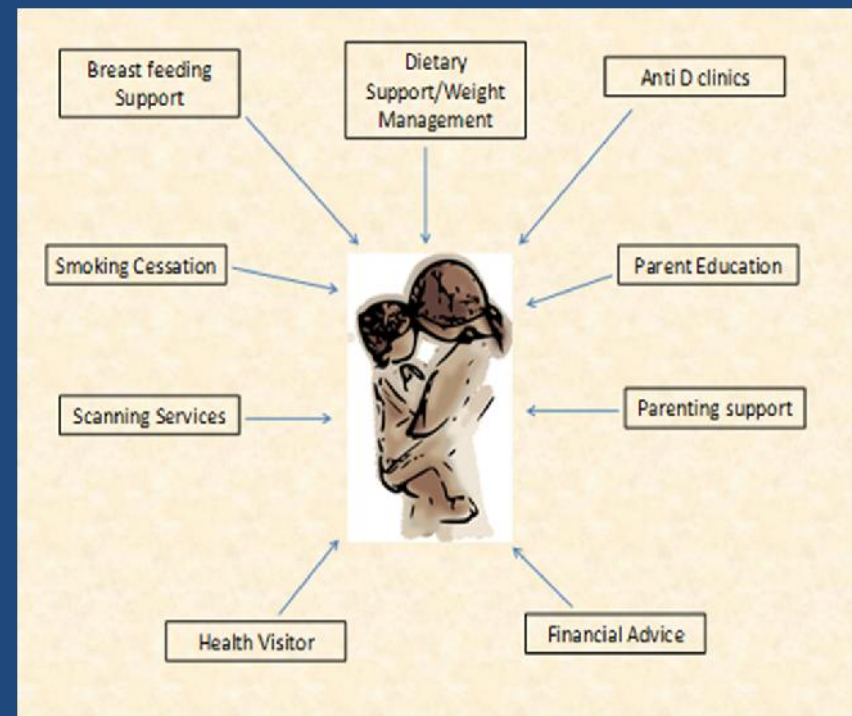 Breast feeding
Support
Dietary
Support/Weight
Management
Anti D clinics
Smoking Cessation
Parent Education
Scanning Services
Parenting support
Health Visitor
Financial Advice